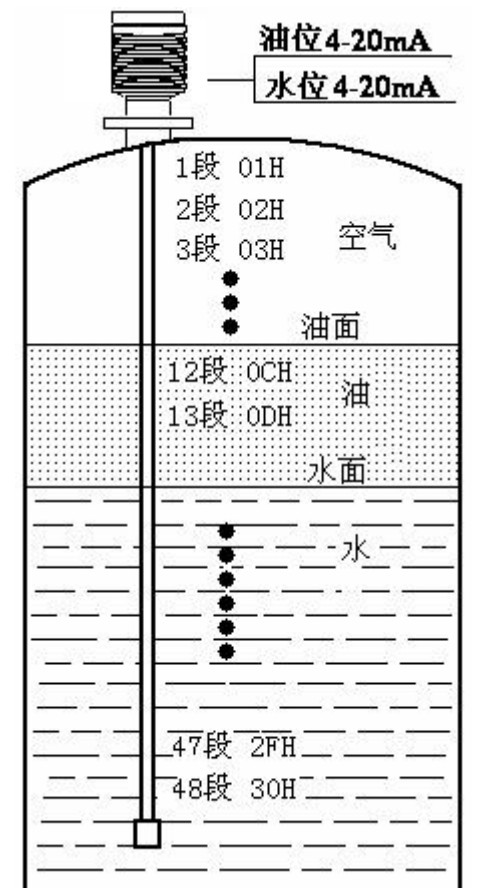 油位4-20mA
水位4-20mA
1段 01H
2段 02H
3段 03H
空气
油面
12段 0CH
油
13段 0DH
水面
水
47段 2FH
48段 30H